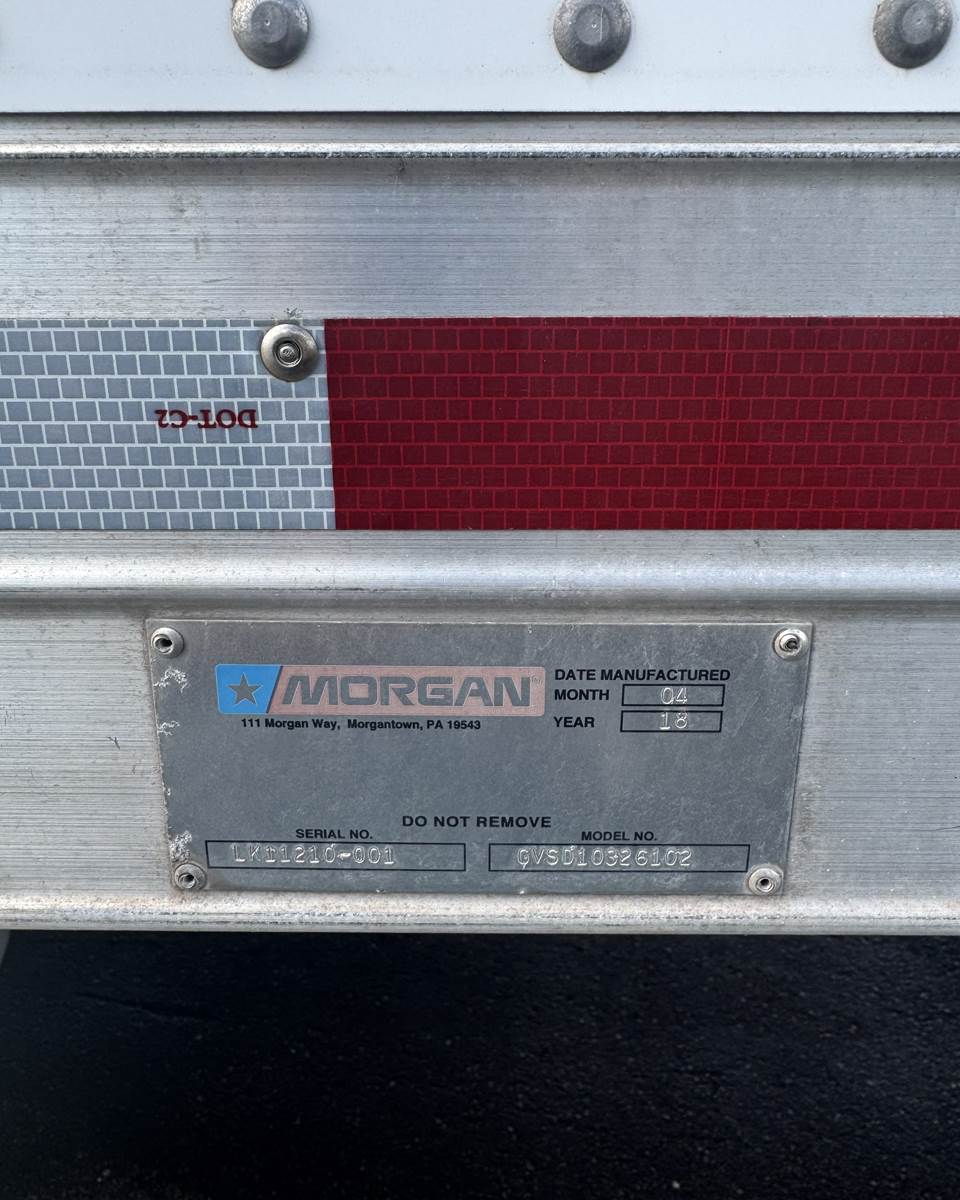 DOT-C2
MORGAN
111 Morgan Way, Morgantown, PA 19543
DATE MANUFACTURED
MONTH 04
YEAR 18
DO NOT REMOVE
SERIAL NO.
MODEL NO.
GVSD10326102